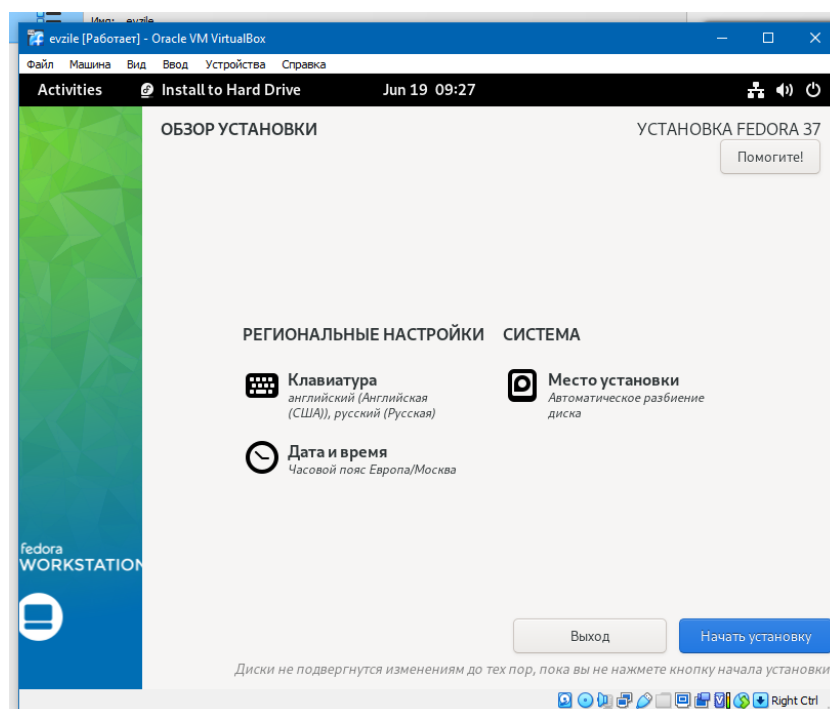 Имя: evzile
evzile [Работает] - Oracle VM VirtualBox
Файл Машина Вид Ввод Устройства Справка
Activities Install to Hard Drive Jun 19 09:27
ОБЗОР УСТАНОВКИ
УСТАНОВКА FEDORA 37
Помогите!
РЕГИОНАЛЬНЫЕ НАСТРОЙКИ
Клавиатура
английский (Английская
(США)), русский (Русская)
Дата и время
Часовой пояс Европа/Москва
СИСТЕМА
Место установки
Автоматическое разбиение
диска
fedora
WORKSTATION
Выход
Начать установку
Диски не подвергнутся изменениям до тех пор, пока вы не нажмете кнопку начала установки
Right Ctrl